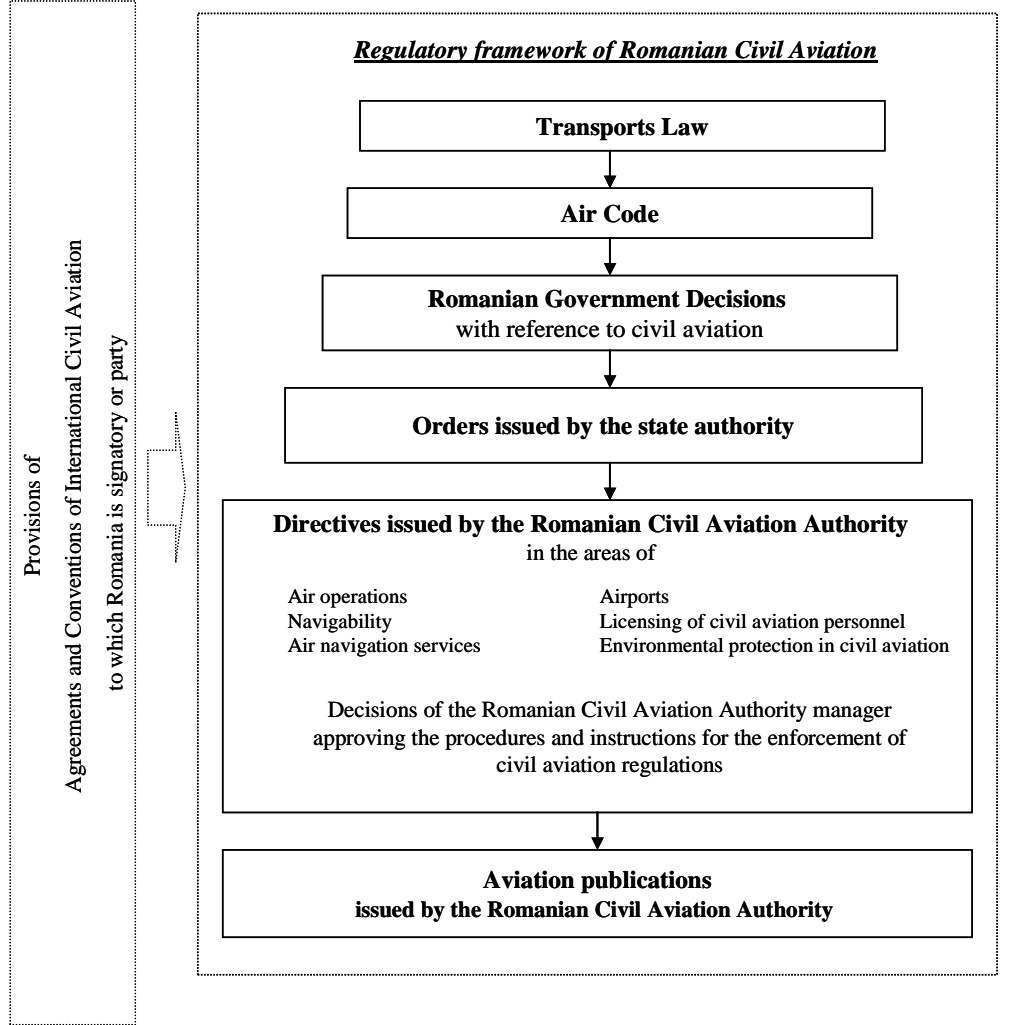 Provisions of
Agreements and Conventions of International Civil Aviation
to which Romania is signatory or party
Regulatory framework of Romanian Civil Aviation
Transports Law
Air Code
Romanian Government Decisions
with reference to civil aviation
Orders issued by the state authority
Directives issued by the Romanian Civil Aviation Authority
in the areas of
Air operations
Navigability
Air navigation services
Airports
Licensing of civil aviation personnel
Environmental protection in civil aviation
Decisions of the Romanian Civil Aviation Authority manager
approving the procedures and instructions for the enforcement of
civil aviation regulations
Aviation publications
issued by the Romanian Civil Aviation Authority